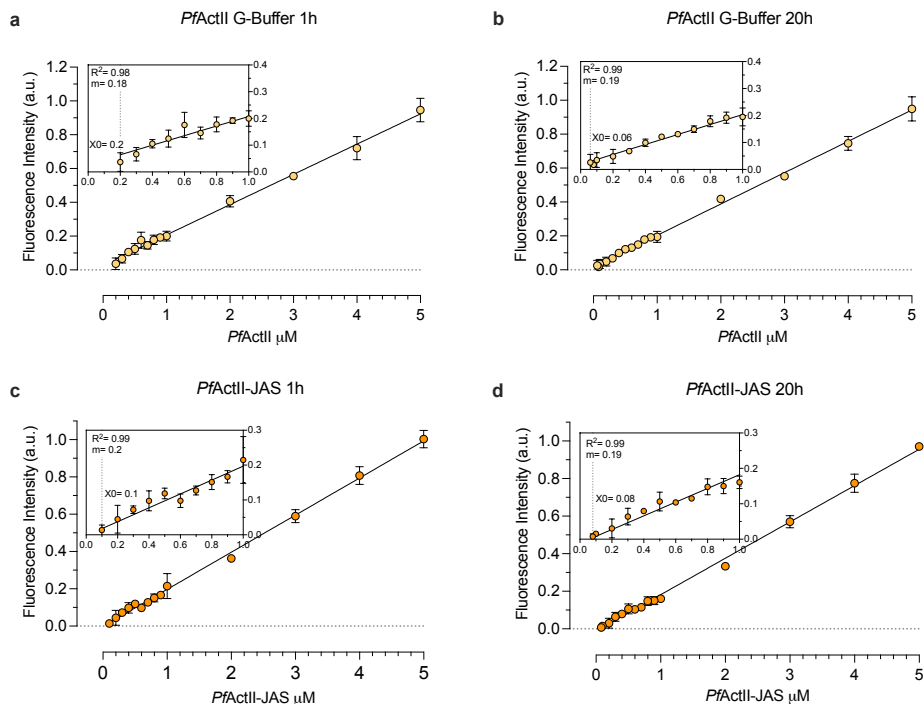 a
PfActII G-Buffer 1h
Fluorescence Intensity (a.u.)
1.2
1.0
0.8
0.6
0.4
0.2
0.0
R²= 0.98
m= 0.18
X0= 0.2
0.4
0.3
0.2
0.1
0.0
0.0 0.2 0.4 0.6 0.8 1.0
0 1 2 3 4 5
PfActII μM
b
PfActII G-Buffer 20h
Fluorescence Intensity (a.u.)
1.2
1.0
0.8
0.6
0.4
0.2
0.0
R²= 0.99
m= 0.19
X0= 0.06
0.4
0.3
0.2
0.1
0.0
0.0 0.2 0.4 0.6 0.8 1.0
0 1 2 3 4 5
PfActII μM
c
PfActII-JAS 1h
Fluorescence Intensity (a.u.)
1.0
0.8
0.6
0.4
0.2
0.0
R²= 0.99
m= 0.2
X0= 0.1
0.3
0.2
0.1
0.0
0.0 0.2 0.4 0.6 0.8 1.0
0 1 2 3 4 5
PfActII-JAS μM
d
PfActII-JAS 20h
Fluorescence Intensity (a.u.)
1.0
0.8
0.6
0.4
0.2
0.0
R²= 0.99
m= 0.19
X0= 0.08
0.3
0.2
0.1
0.0
0.0 0.2 0.4 0.6 0.8 1.0
0 1 2 3 4 5
PfActII-JAS μM